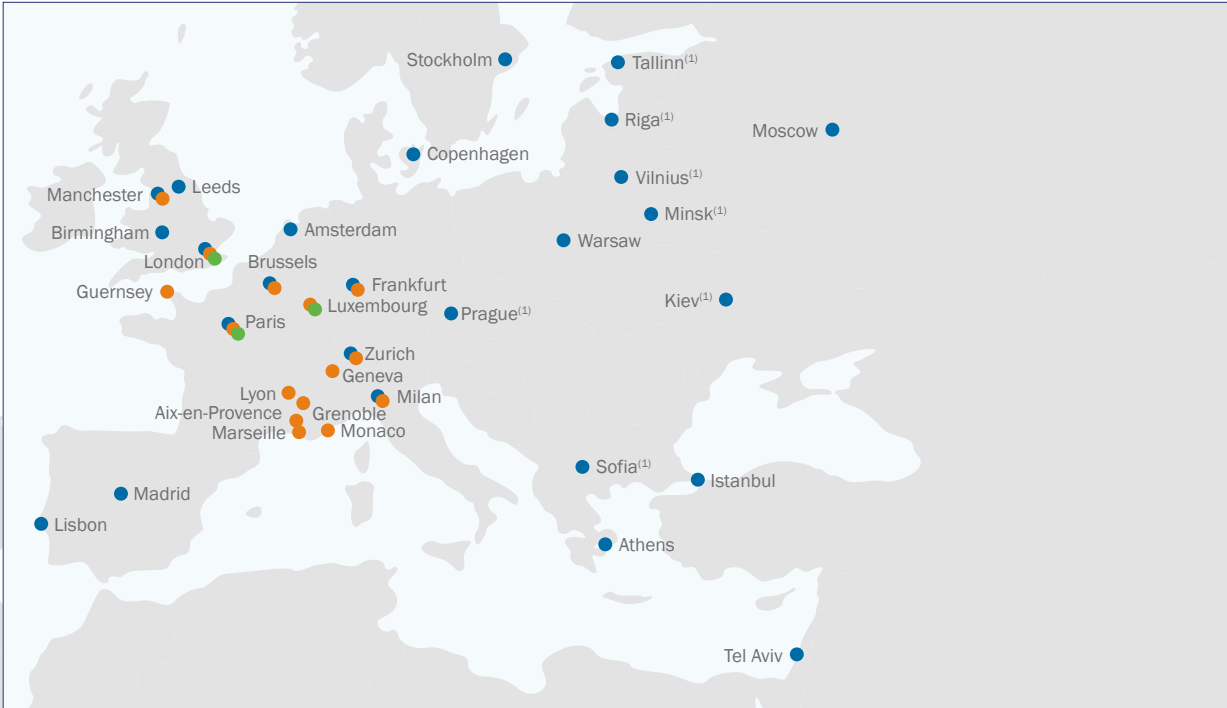 Stockholm
Tallinn(1)
Riga(1)
Moscow
Copenhagen
Vilnius(1)
Manchester
Leeds
Minsk(1)
Birmingham
Amsterdam
Warsaw
London
Brussels
Guernsey
Frankfurt
Luxembourg
Kiev(1)
Prague(1)
Paris
Zurich
Geneva
Lyon
Milan
Aix-en-Provence
Grenoble
Marseille
Monaco
Sofia(1)
Istanbul
Madrid
Lisbon
Athens
Tel Aviv